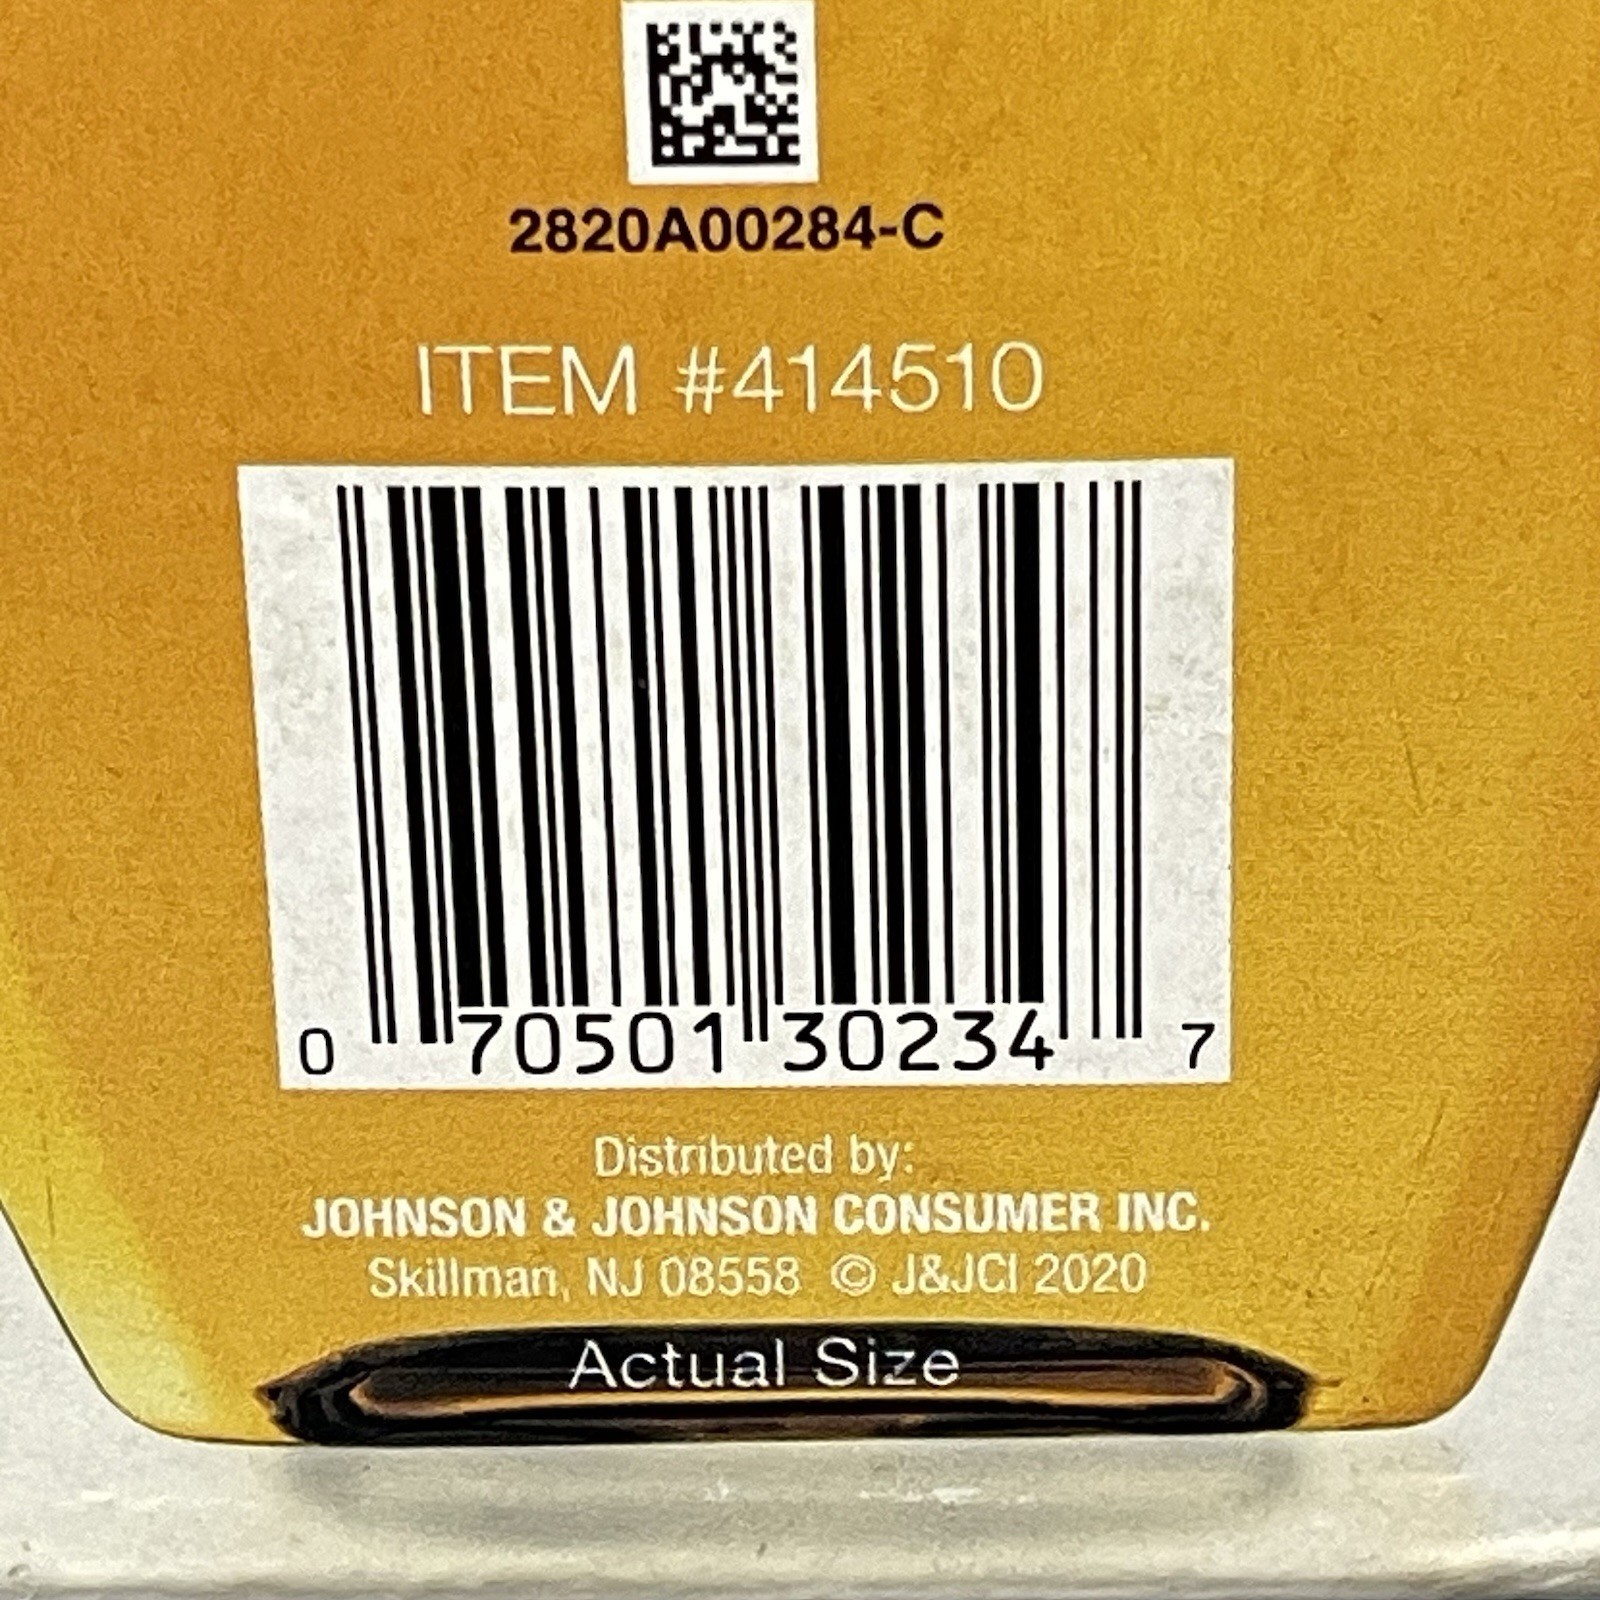 2820A00284-C
ITEM #414510
0 70501 30234 7
Distributed by:
JOHNSON & JOHNSON CONSUMER INC.
Skillman, NJ 08558 © J&JCI 2020
Actual Size